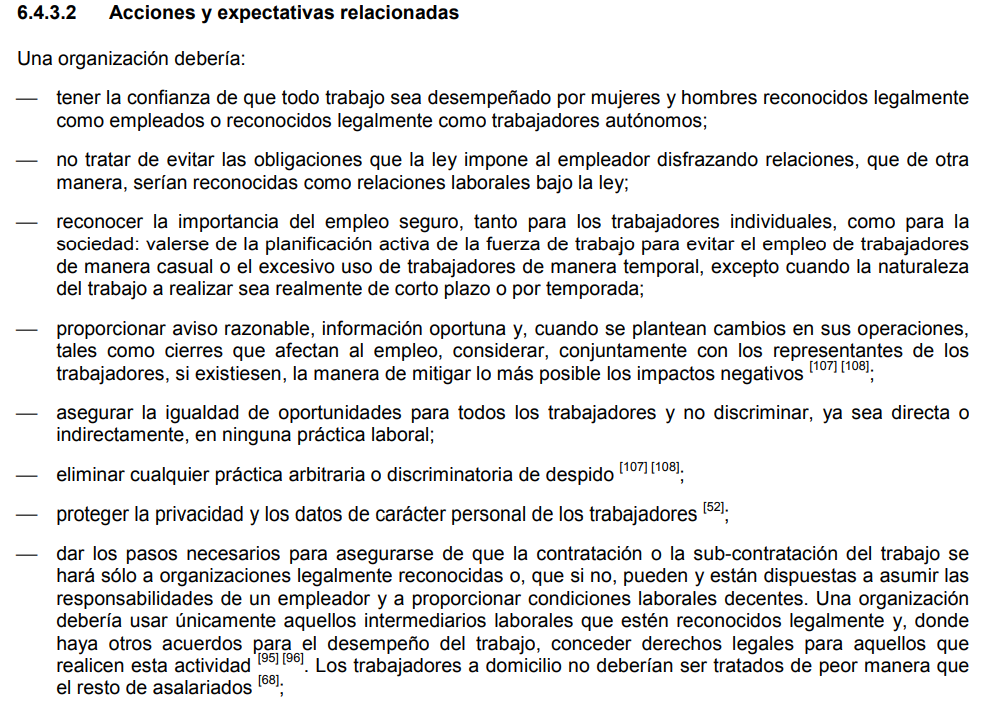 6.4.3.2 Acciones y expectativas relacionadas
Una organización debería:
— tener la confianza de que todo trabajo sea desempeñado por mujeres y hombres reconocidos legalmente
como empleados o reconocidos legalmente como trabajadores autónomos;
— no tratar de evitar las obligaciones que la ley impone al empleador disfrazando relaciones, que de otra
manera, serían reconocidas como relaciones laborales bajo la ley;
— reconocer la importancia del empleo seguro, tanto para los trabajadores individuales, como para la
sociedad: valerse de la planificación activa de la fuerza de trabajo para evitar el empleo de trabajadores
de manera casual o el excesivo uso de trabajadores de manera temporal, excepto cuando la naturaleza
del trabajo a realizar sea realmente de corto plazo o por temporada;
— proporcionar aviso razonable, información oportuna y, cuando se plantean cambios en sus operaciones,
tales como cierres que afectan al empleo, considerar, conjuntamente con los representantes de los
trabajadores, si existiesen, la manera de mitigar lo más posible los impactos negativos [107] [108];
— asegurar la igualdad de oportunidades para todos los trabajadores y no discriminar, ya sea directa o
indirectamente, en ninguna práctica laboral;
— eliminar cualquier práctica arbitraria o discriminatoria de despido [107] [108];
— proteger la privacidad y los datos de carácter personal de los trabajadores [52];
— dar los pasos necesarios para asegurarse de que la contratación o la sub-contratación del trabajo se
hará sólo a organizaciones legalmente reconocidas o, que si no, pueden y están dispuestas a asumir las
responsabilidades de un empleador y a proporcionar condiciones laborales decentes. Una organización
debería usar únicamente aquellos intermediarios laborales que estén reconocidos legalmente y, donde
haya otros acuerdos para el desempeño del trabajo, conceder derechos legales para aquellos que
realicen esta actividad [95] [96]. Los trabajadores a domicilio no deberían ser tratados de peor manera que
el resto de asalariados [68];